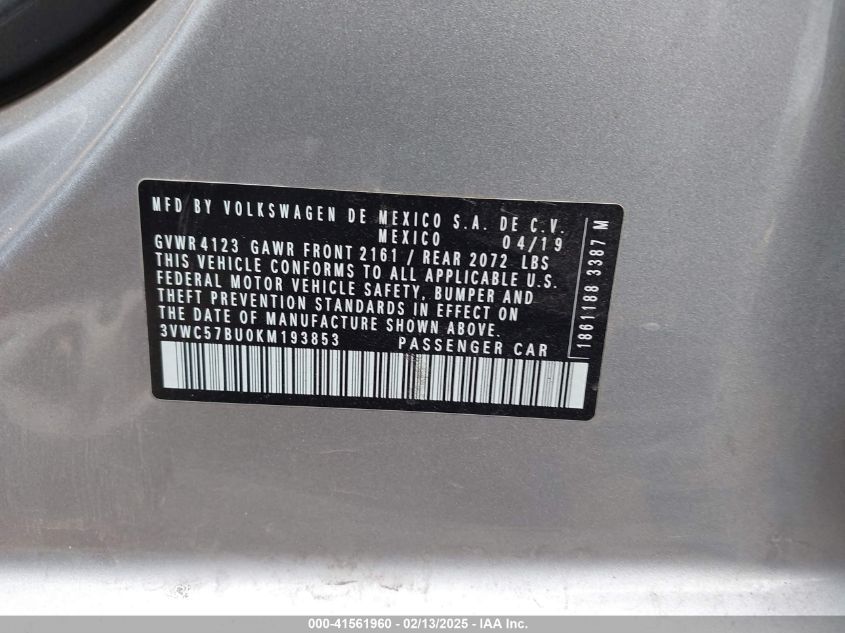 MFD BY VOLKSWAGEN DE MEXICO S.A. DE C.V.
MEXICO 04/19
GVWR 4123 GAWR FRONT 2161 / REAR 2072 LBS
THIS VEHICLE CONFORMS TO ALL APPLICABLE U.S.
FEDERAL MOTOR VEHICLE SAFETY, BUMPER AND
THEFT PREVENTION STANDARDS IN EFFECT ON
THE DATE OF MANUFACTURE SHOWN ABOVE.
3VWC57BU0KM193853 PASSENGER CAR
1861188 3387 M
000-41561960 - 02/13/2025 - IAA Inc.